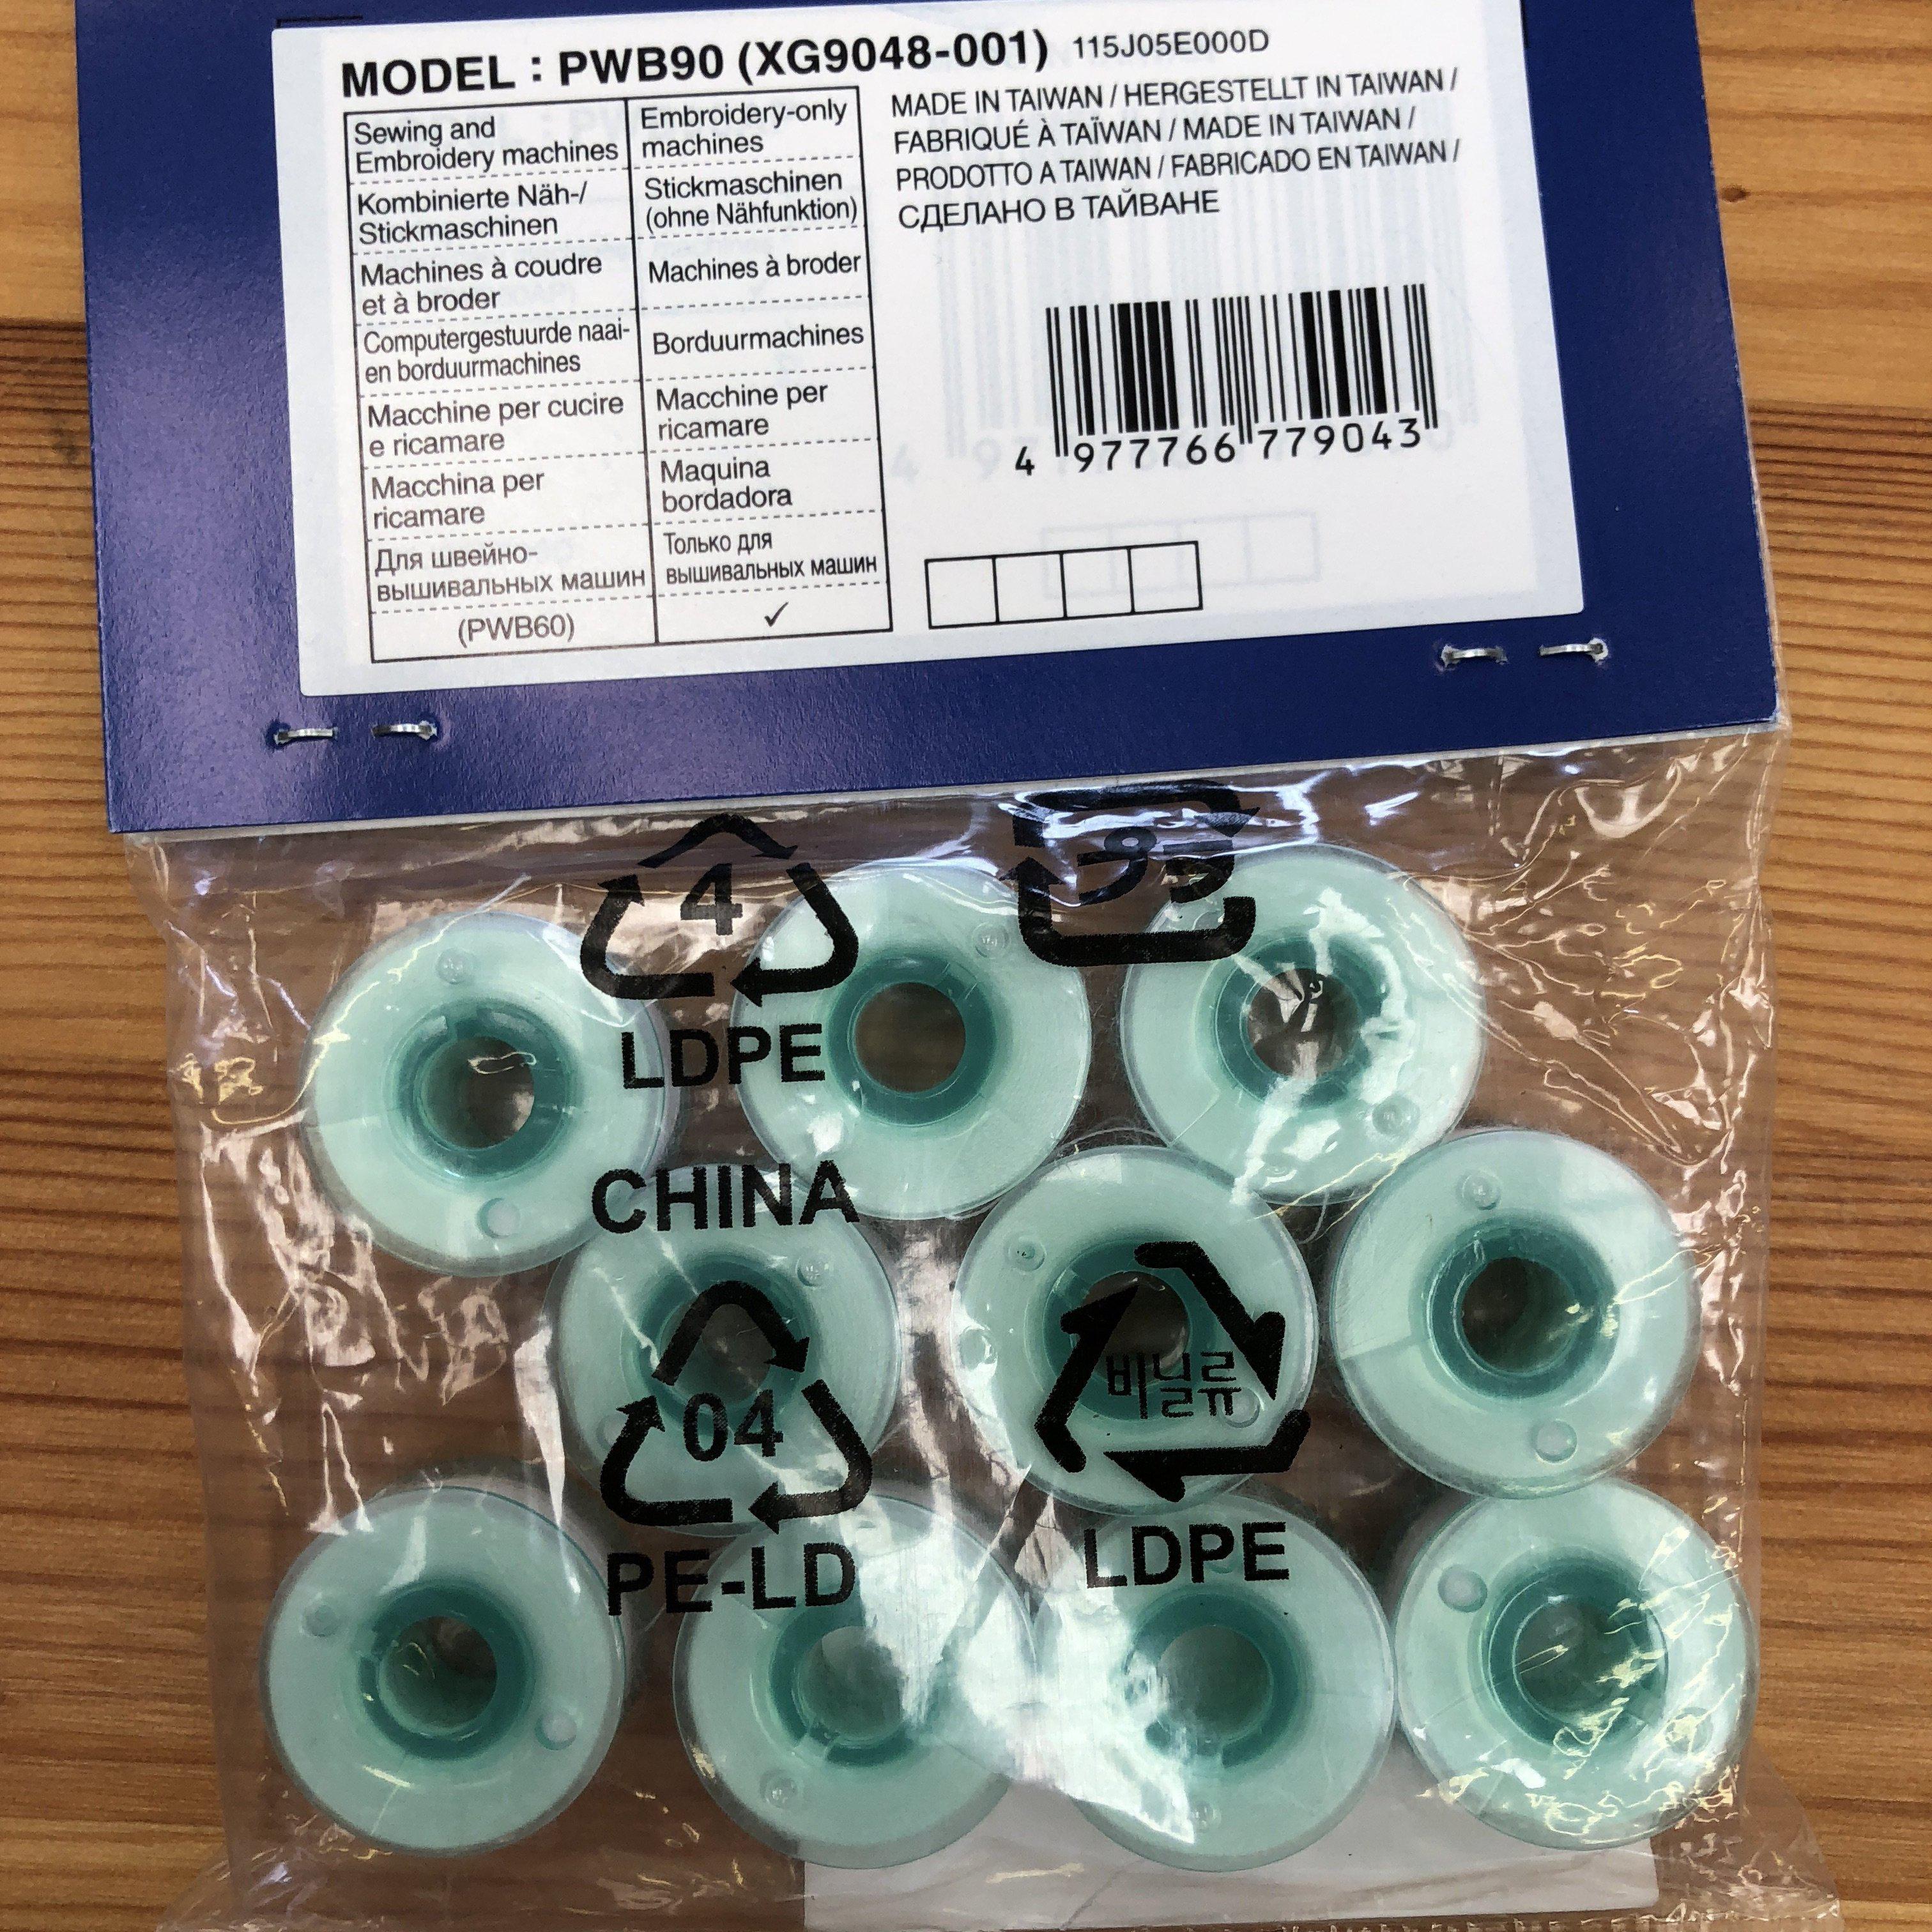 MODEL : PWB90 (XG9048-001) 115J05E000D
Sewing and
Embroidery machines
Embroidery-only
machines
Kombinierte Näh-/
Stickmaschinen
Stickmaschinen
(ohne Nähfunktion)
Machines à coudre
et à broder
Machines à broder
Computergestuurde naai-
en borduurmachines
Borduurmachines
Macchine per cucire
e ricamare
Macchine per
ricamare
Macchina per
ricamare
Maquina
bordadora
Для швейно-
вышивальных машин
Только для
вышивальных машин
(PWB60)
✓
MADE IN TAIWAN / HERGESTELLT IN TAIWAN /
FABRIQUÉ À TAÏWAN / MADE IN TAIWAN /
PRODOTTO A TAIWAN / FABRICADO EN TAIWAN /
СДЕЛАНО В ТАЙВАНЕ
4 977766 779043
4
LDPE
CHINA
04
PE-LD
プラ
비닐류
LDPE